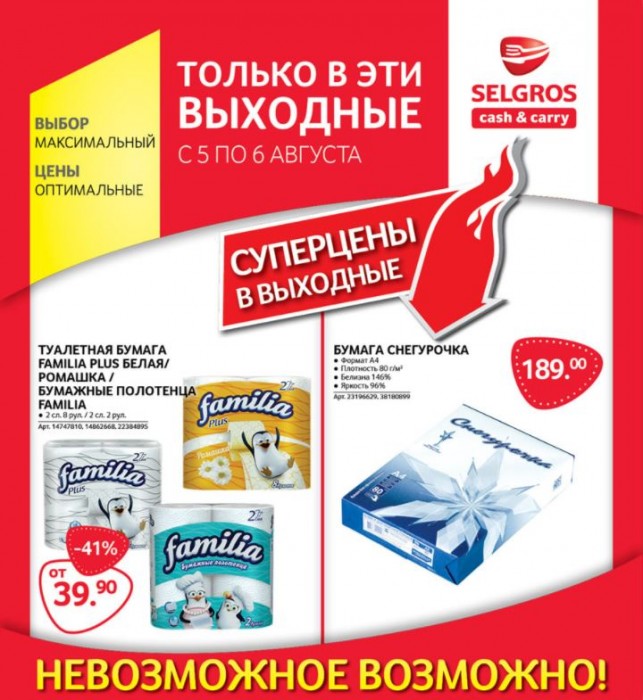 ТОЛЬКО В ЭТИ
ВЫХОДНЫЕ
С 5 ПО 6 АВГУСТА
SELGROS
cash & carry
ВЫБОР
МАКСИМАЛЬНЫЙ
ЦЕНЫ
ОПТИМАЛЬНЫЕ
СУПЕРЦЕНЫ
В ВЫХОДНЫЕ
ТУАЛЕТНАЯ БУМАГА
FAMILIA PLUS БЕЛАЯ/
РОМАШКА /
БУМАЖНЫЕ ПОЛОТЕНЦА
FAMILIA
• 2 сл. 8 рул. / 2 сл. 2 рул.
Арт. 14747810, 14862668, 22384895
familia
plus
Ромашка
familia
plus
familia
бумажные полотенца
-41%
ОТ
39.90
БУМАГА СНЕГУРОЧКА
• Формат А4
• Плотность 80 г/м²
• Белизна 146%
• Яркость 96%
Арт. 23196629, 38180899
189.00
Снегурочка
НЕВОЗМОЖНОЕ ВОЗМОЖНО!